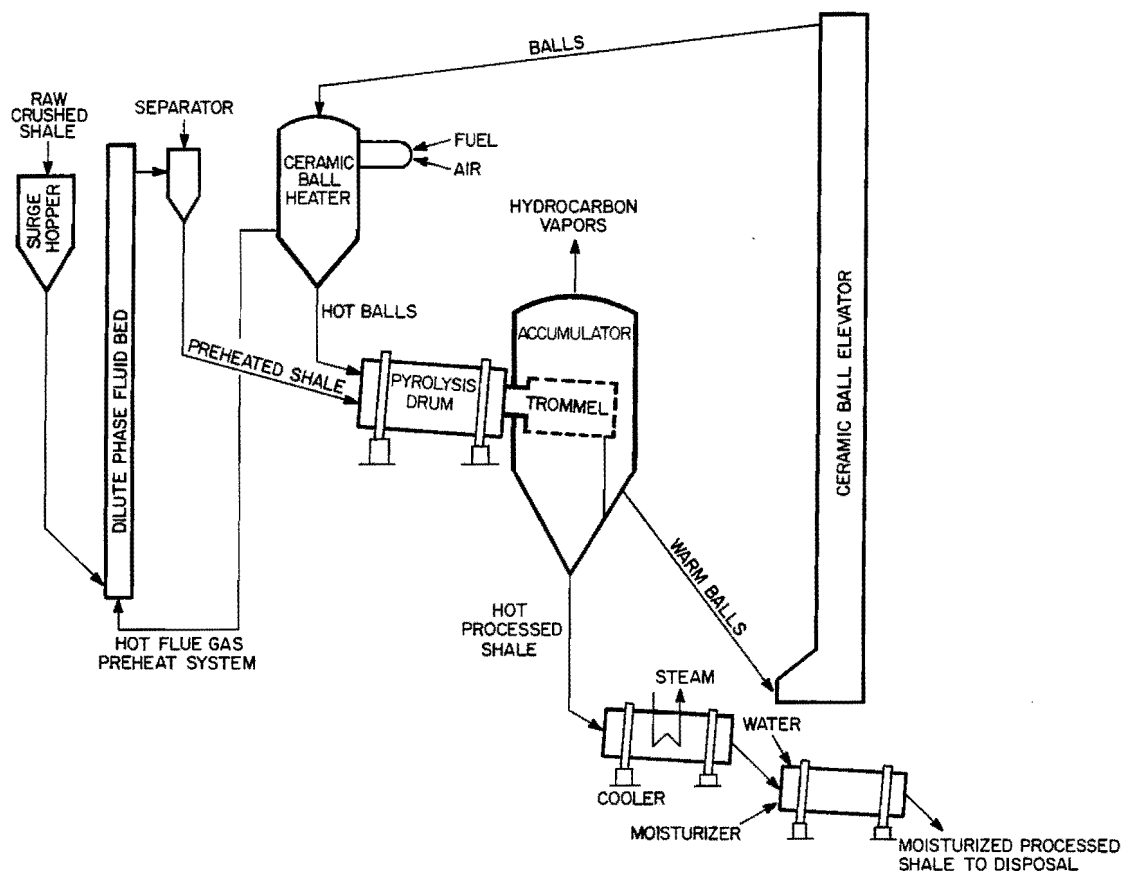 BALLS
RAW
CRUSHED
SHALE
SEPARATOR
FUEL
AIR
CERAMIC
BALL
HEATER
SURGE
HOPPER
HYDROCARBON
VAPORS
HOT BALLS
ACCUMULATOR
PREHEATED SHALE
PYROLYSIS
DRUM
TROMMEL
DILUTE PHASE FLUID BED
CERAMIC BALL ELEVATOR
WARM BALLS
HOT
PROCESSED
SHALE
HOT FLUE GAS
PREHEAT SYSTEM
STEAM
WATER
COOLER
MOISTURIZER
MOISTURIZED PROCESSED
SHALE TO DISPOSAL